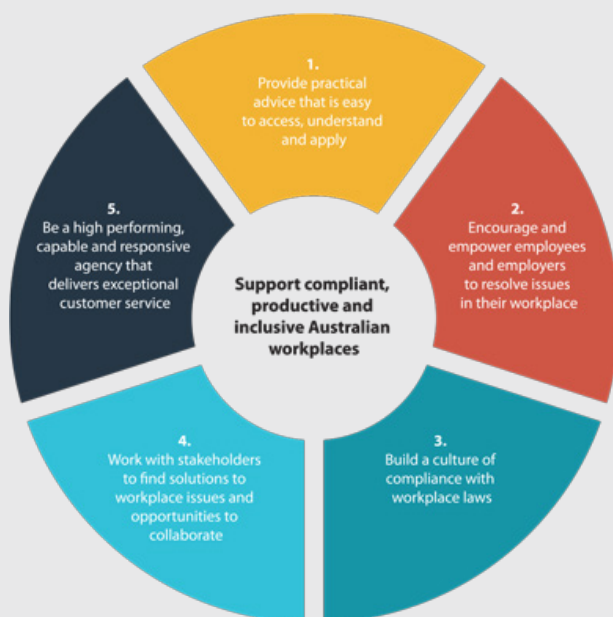 1.
Provide practical
advice that is easy
to access, understand
and apply
2.
Encourage and
empower employees
and employers
to resolve issues
in their workplace
3.
Build a culture of
compliance with
workplace laws
4.
Work with stakeholders
to find solutions to
workplace issues and
opportunities to
collaborate
5.
Be a high performing,
capable and responsive
agency that
delivers exceptional
customer service
Support compliant,
productive and
inclusive Australian
workplaces